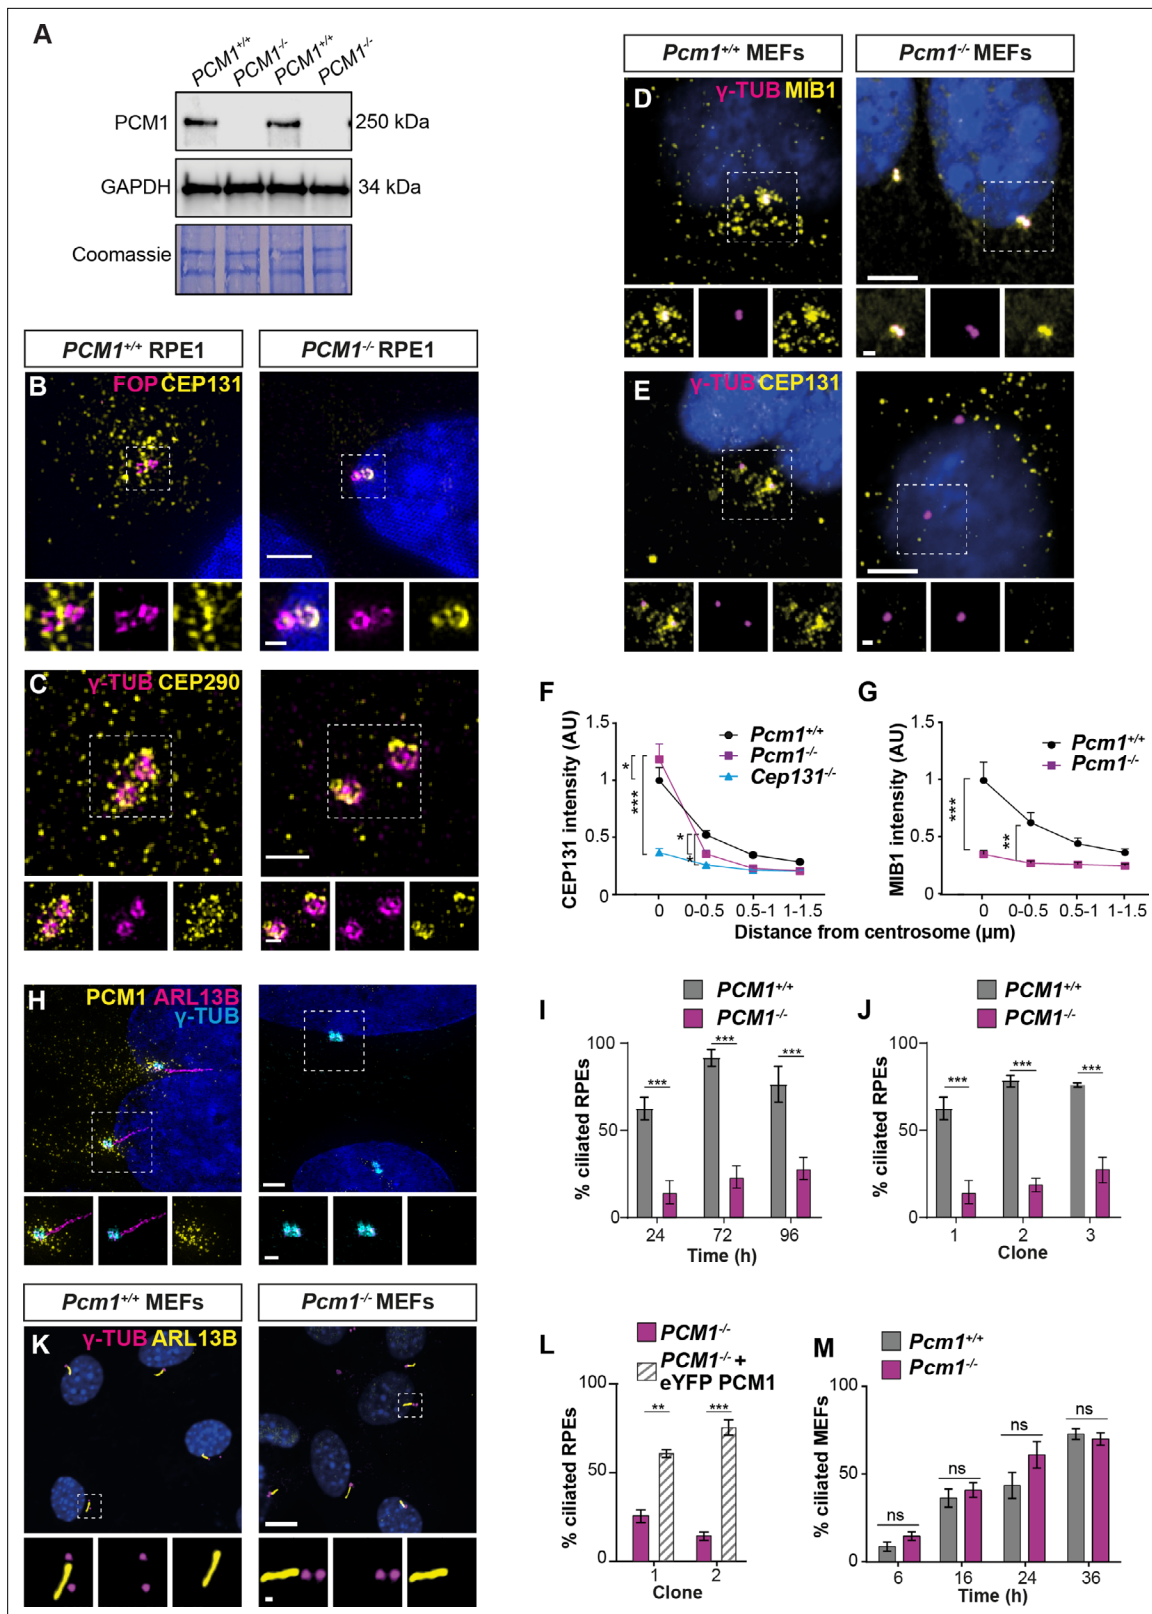 A
PCM1+/+
PCM1-/-
PCM1+/+
PCM1-/-
PCM1
250 kDa
GAPDH
34 kDa
Coomassie
PCM1+/+ RPE1
PCM1-/- RPE1
B
FOP CEP131
C
γ-TUB CEP290
Pcm1+/+ MEFs
Pcm1-/- MEFs
D
γ-TUB MIB1
E
γ-TUB CEP131
F
CEP131 intensity (AU)
1.5
1
0.5
0
Pcm1+/+
Pcm1-/-
Cep131-/-
*
***
*
*
0
0-0.5
0.5-1
1-1.5
G
MIB1 intensity (AU)
1.5
1
0.5
0
Pcm1+/+
Pcm1-/-
***
**
0
0-0.5
0.5-1
1-1.5
Distance from centrosome (μm)
H
PCM1 ARL13B
γ-TUB
I
PCM1+/+
PCM1-/-
% ciliated RPEs
100
50
0
***
***
***
24
72
96
Time (h)
J
PCM1+/+
PCM1-/-
% ciliated RPEs
100
50
0
***
***
***
1
2
3
Clone
Pcm1+/+ MEFs
Pcm1-/- MEFs
K
γ-TUB ARL13B
L
PCM1-/-
PCM1-/- +
eYFP PCM1
% ciliated RPEs
100
50
0
**
***
1
2
Clone
M
Pcm1+/+
Pcm1-/-
% ciliated MEFs
100
50
0
ns
ns
ns
ns
6
16
24
36
Time (h)